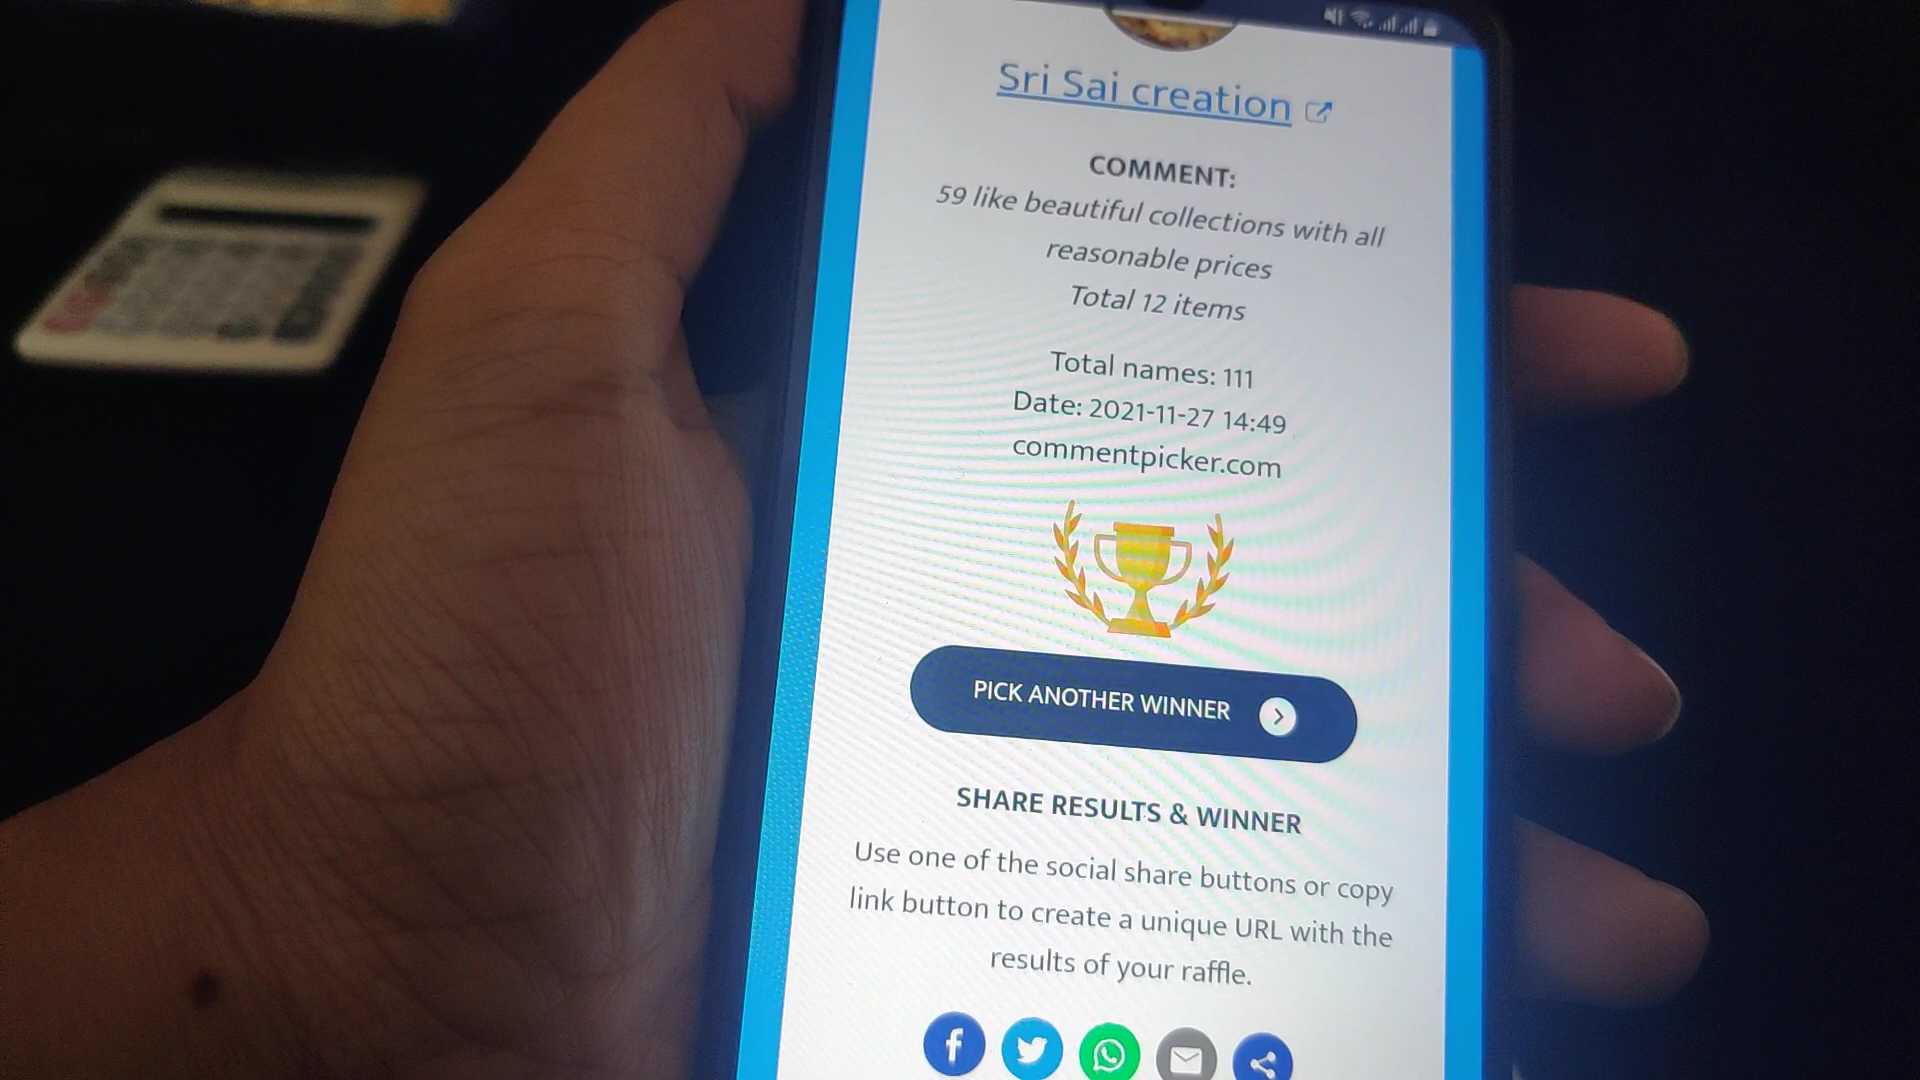 Sri Sai creation
COMMENT:
59 like beautiful collections with all
reasonable prices
Total 12 items
Total names: 111
Date: 2021-11-27 14:49
commentpicker.com
PICK ANOTHER WINNER
SHARE RESULTS & WINNER
Use one of the social share buttons or copy
link button to create a unique URL with the
results of your raffle.